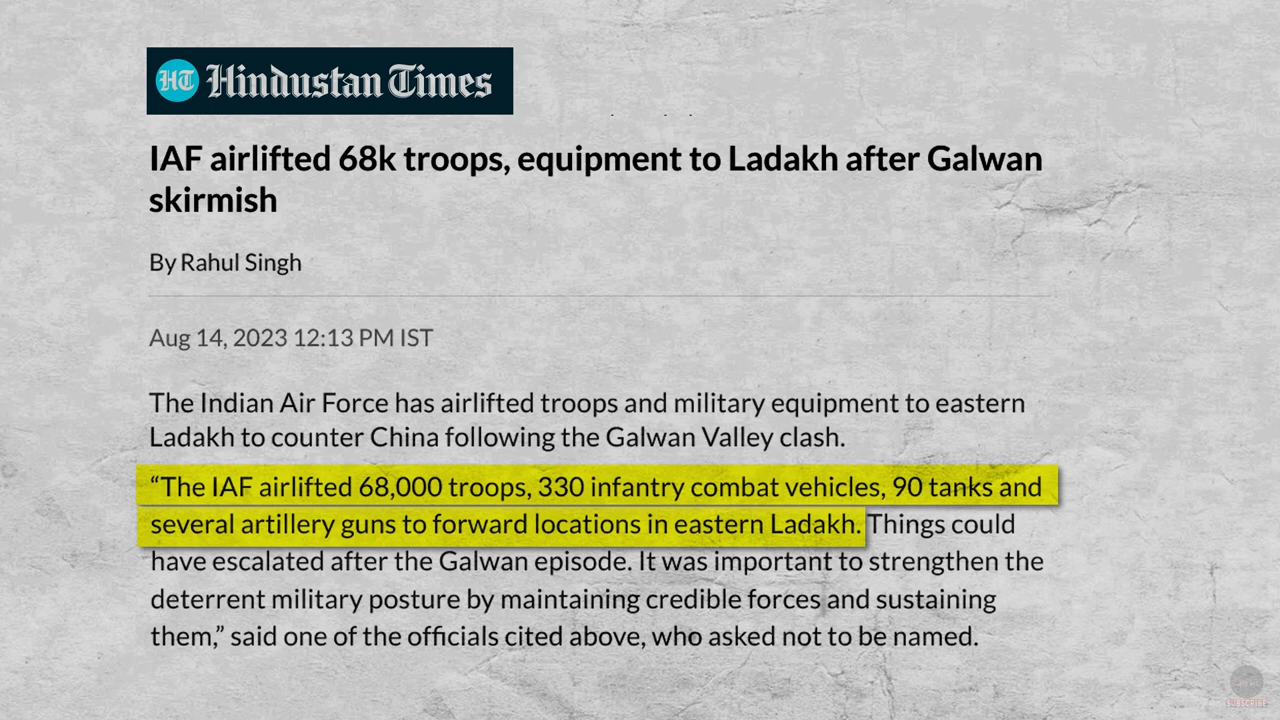 HT Hindustan Times
IAF airlifted 68k troops, equipment to Ladakh after Galwan
skirmish
By Rahul Singh
Aug 14, 2023 12:13 PM IST
The Indian Air Force has airlifted troops and military equipment to eastern
Ladakh to counter China following the Galwan Valley clash.
“The IAF airlifted 68,000 troops, 330 infantry combat vehicles, 90 tanks and
several artillery guns to forward locations in eastern Ladakh. Things could
have escalated after the Galwan episode. It was important to strengthen the
deterrent military posture by maintaining credible forces and sustaining
them,” said one of the officials cited above, who asked not to be named.
SUBSCRIBE